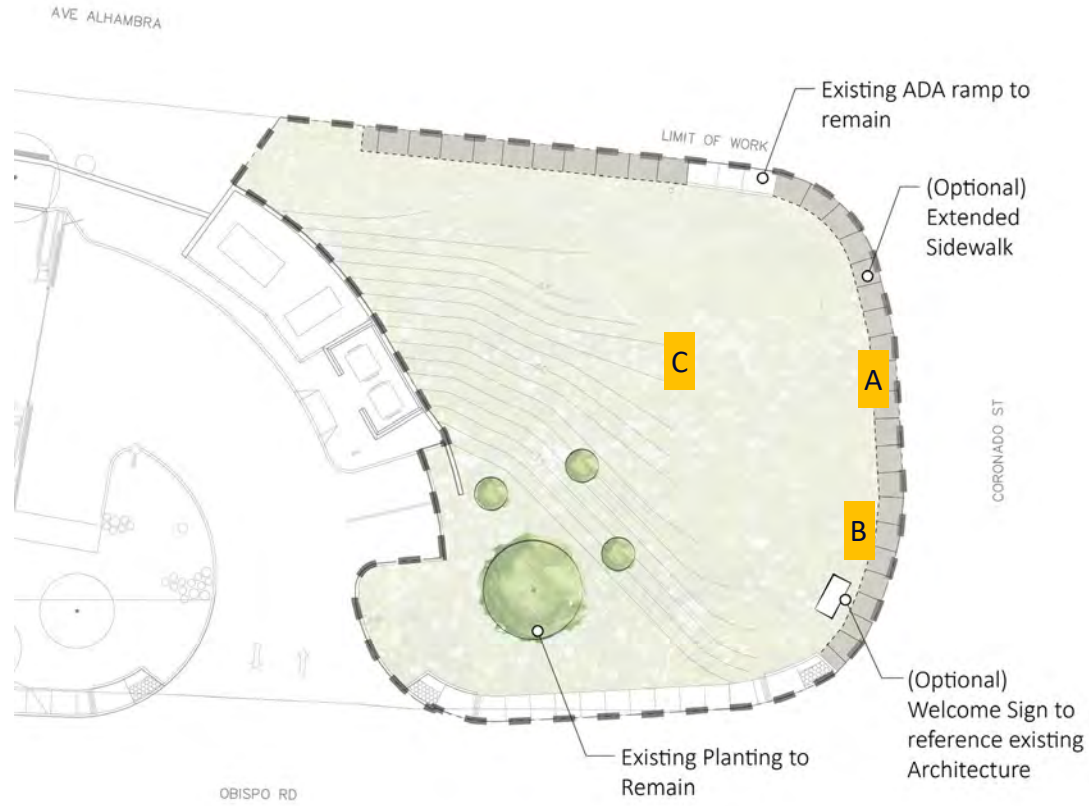 AVE ALHAMBRA
Existing ADA ramp to
remain
LIMIT OF WORK
(Optional)
Extended
Sidewalk
C
A
CORONADO ST
B
(Optional)
Welcome Sign to
reference existing
Architecture
Existing Planting to
Remain
OBISPO RD